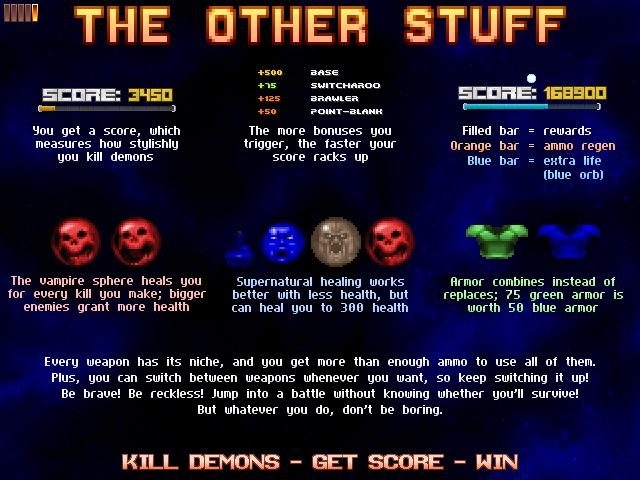 THE OTHER STUFF
SCORE: 3450
You get a score, which
measures how stylishly
you kill demons
+500 BASE
+75 SWITCHAROO
+125 BRAWLER
+50 POINT-BLANK
The more bonuses you
trigger, the faster your
score racks up
SCORE: 168900
Filled bar = rewards
Orange bar = ammo regen
Blue bar = extra life
(blue orb)
The vampire sphere heals you
for every kill you make; bigger
enemies grant more health
Supernatural healing works
better with less health, but
can heal you to 300 health
Armor combines instead of
replaces; 75 green armor is
worth 50 blue armor
Every weapon has its niche, and you get more than enough ammo to use all of them.
Plus, you can switch between weapons whenever you want, so keep switching it up!
Be brave! Be reckless! Jump into a battle without knowing whether you'll survive!
But whatever you do, don't be boring.
KILL DEMONS - GET SCORE - WIN